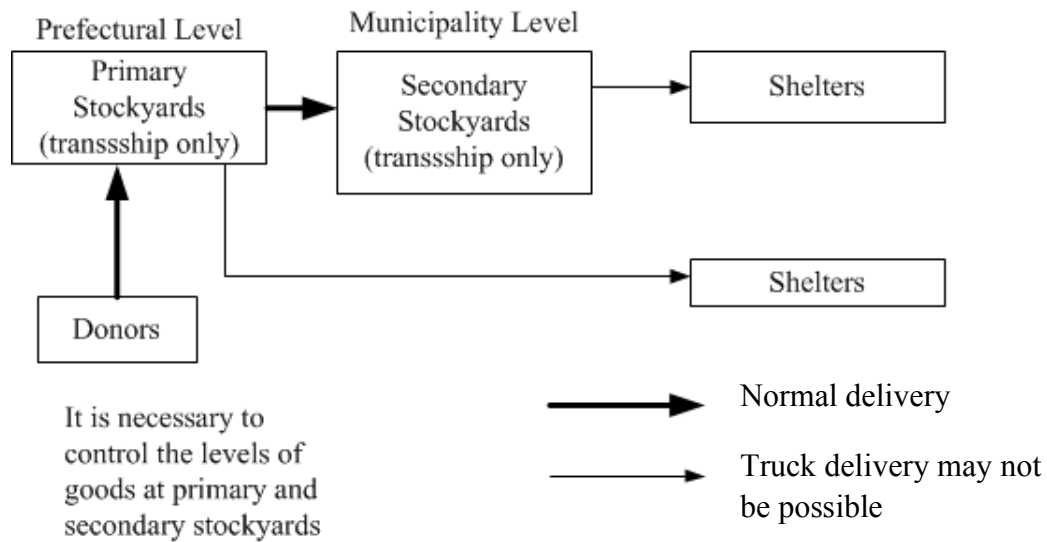 Prefectural Level
Municipality Level
Primary
Stockyards
(transsship only)
Secondary
Stockyards
(transsship only)
Shelters
Shelters
Donors
It is necessary to
control the levels of
goods at primary and
secondary stockyards
Normal delivery
Truck delivery may not
be possible